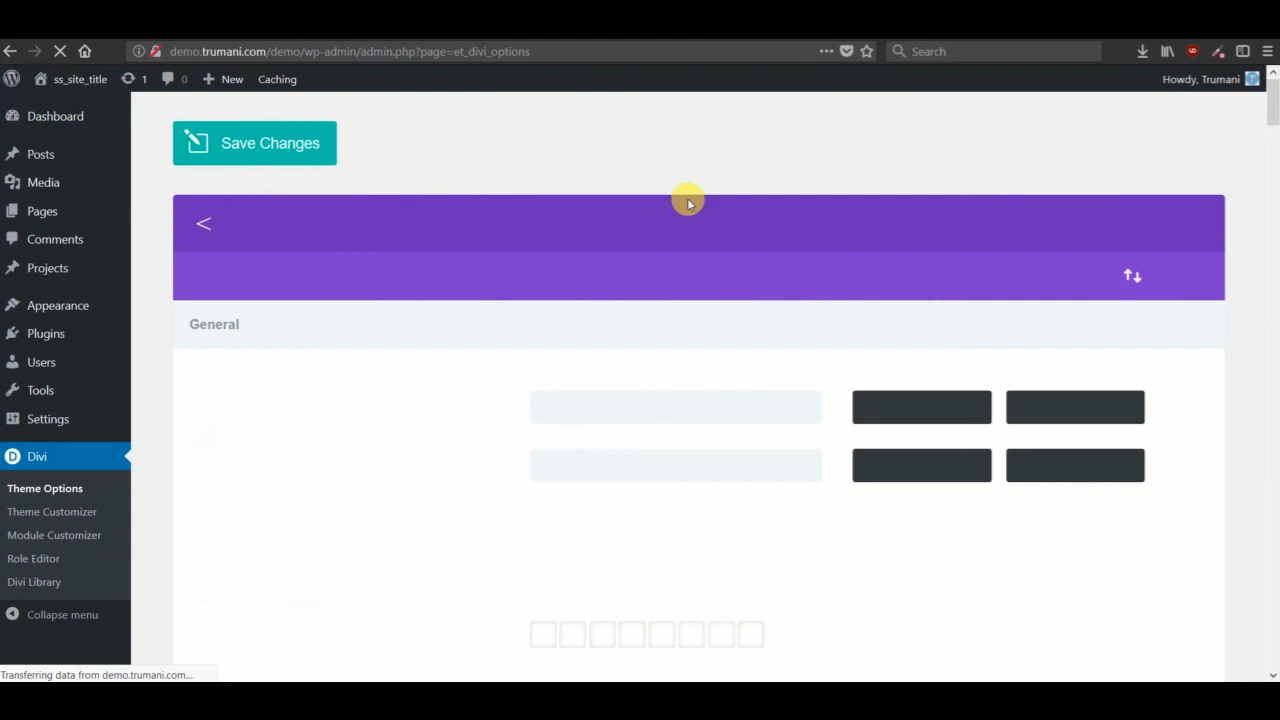 demo.trumani.com/demo/wp-admin/admin.php?page=et_divi_options
Search
ss_site_title
1
0
New
Caching
Howdy, Trumani
Dashboard
Posts
Media
Pages
Comments
Projects
Appearance
Plugins
Users
Tools
Settings
Divi
Theme Options
Theme Customizer
Module Customizer
Role Editor
Divi Library
Collapse menu
Save Changes
General
Transferring data from demo.trumani.com...